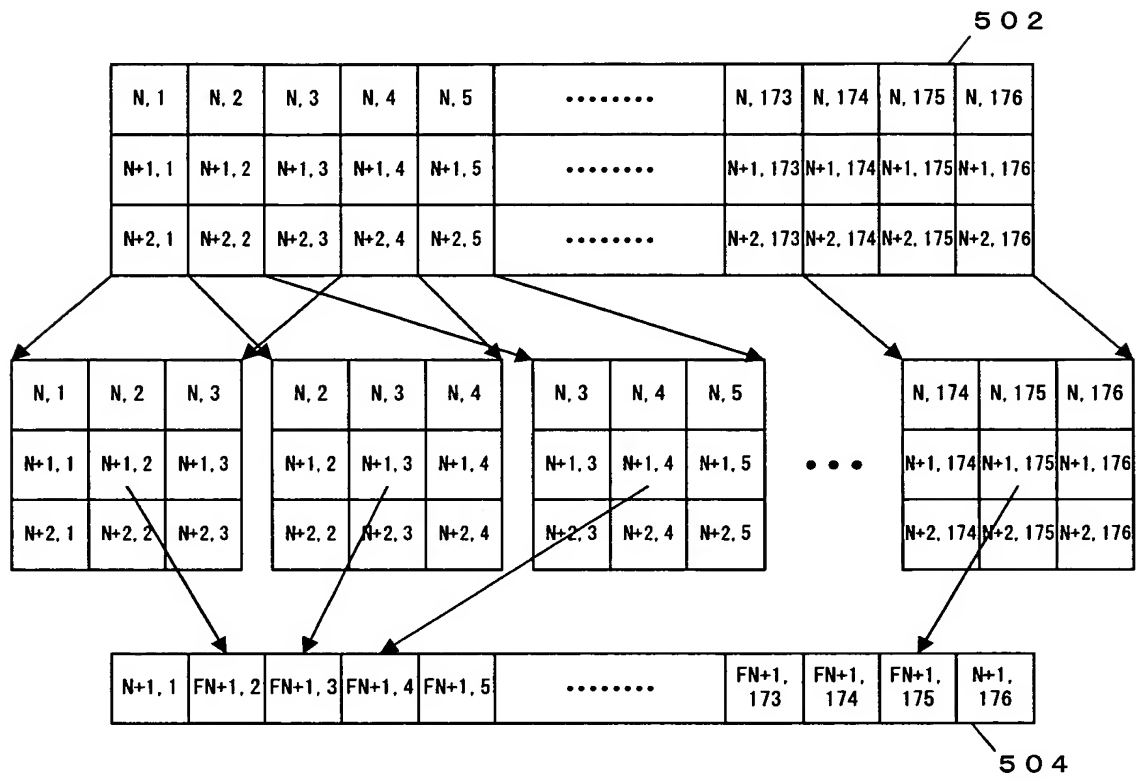 ５０２
N, 1 N, 2 N, 3 N, 4 N, 5 ········ N, 173 N, 174 N, 175 N, 176
N+1, 1 N+1, 2 N+1, 3 N+1, 4 N+1, 5 ········ N+1, 173 N+1, 174 N+1, 175 N+1, 176
N+2, 1 N+2, 2 N+2, 3 N+2, 4 N+2, 5 ········ N+2, 173 N+2, 174 N+2, 175 N+2, 176
N, 1 N, 2 N, 3 N, 2 N, 3 N, 4 N, 3 N, 4 N, 5 N, 174 N, 175 N, 176
N+1, 1 N+1, 2 N+1, 3 N+1, 2 N+1, 3 N+1, 4 N+1, 3 N+1, 4 N+1, 5 ••• N+1, 174 N+1, 175 N+1, 176
N+2, 1 N+2, 2 N+2, 3 N+2, 2 N+2, 3 N+2, 4 N+2, 3 N+2, 4 N+2, 5 N+2, 174 N+2, 175 N+2, 176
N+1, 1 FN+1, 2 FN+1, 3 FN+1, 4 FN+1, 5 ········ FN+1, 173 FN+1, 174 FN+1, 175 N+1, 176
５０４